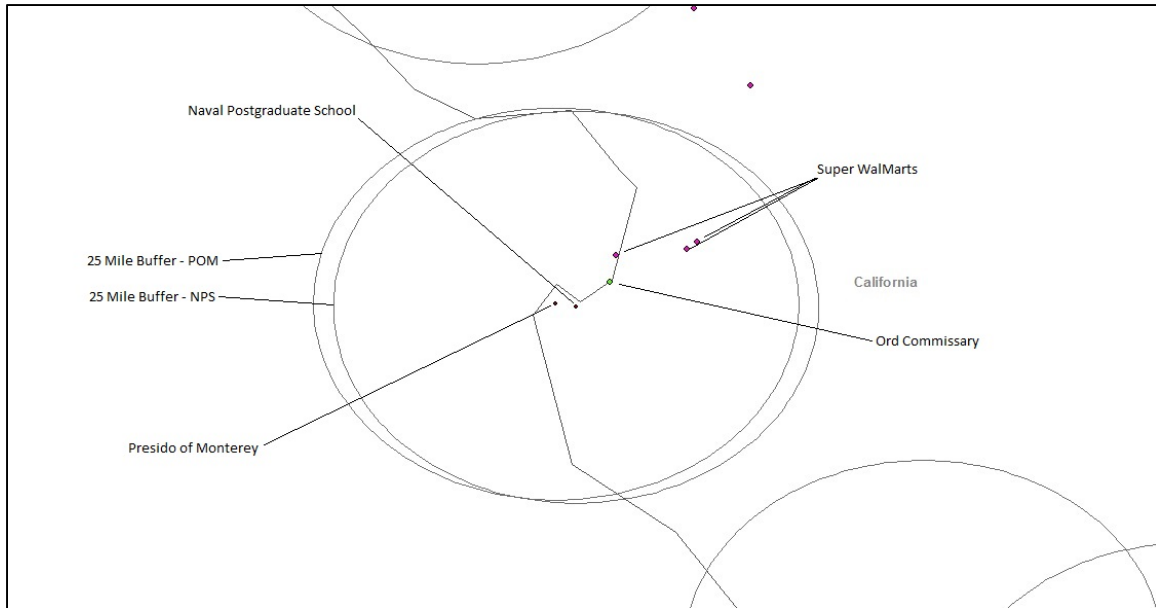 Naval Postgraduate School
Super WalMarts
25 Mile Buffer - POM
California
25 Mile Buffer - NPS
Ord Commissary
Presido of Monterey